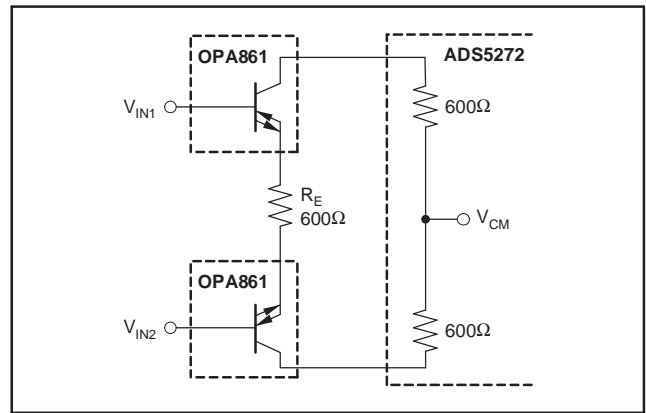 OPA861
ADS5272
V_IN1
600Ω
R_E
600Ω
V_CM
OPA861
V_IN2
600Ω